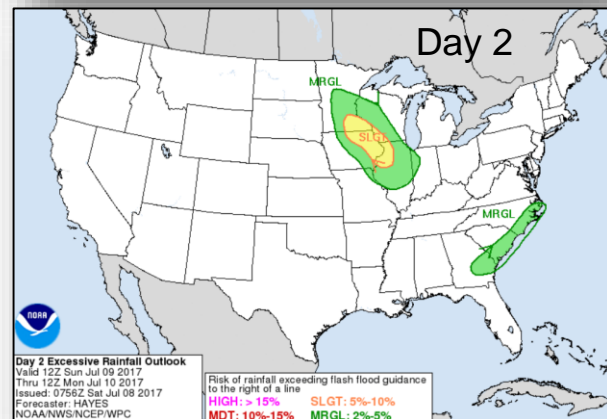 Day 2
MRGL
SLGT
MRGL
NOAA
Day 2 Excessive Rainfall Outlook
Valid 12Z Sun Jul 09 2017
Thru 12Z Mon Jul 10 2017
Issued: 0756Z Sat Jul 08 2017
Forecaster: HAYES
NOAA/NWS/NCEP/WPC
Risk of rainfall exceeding flash flood guidance
to the right of a line
HIGH: > 15% SLGT: 5%-10%
MDT: 10%-15% MRGL: 2%-5%